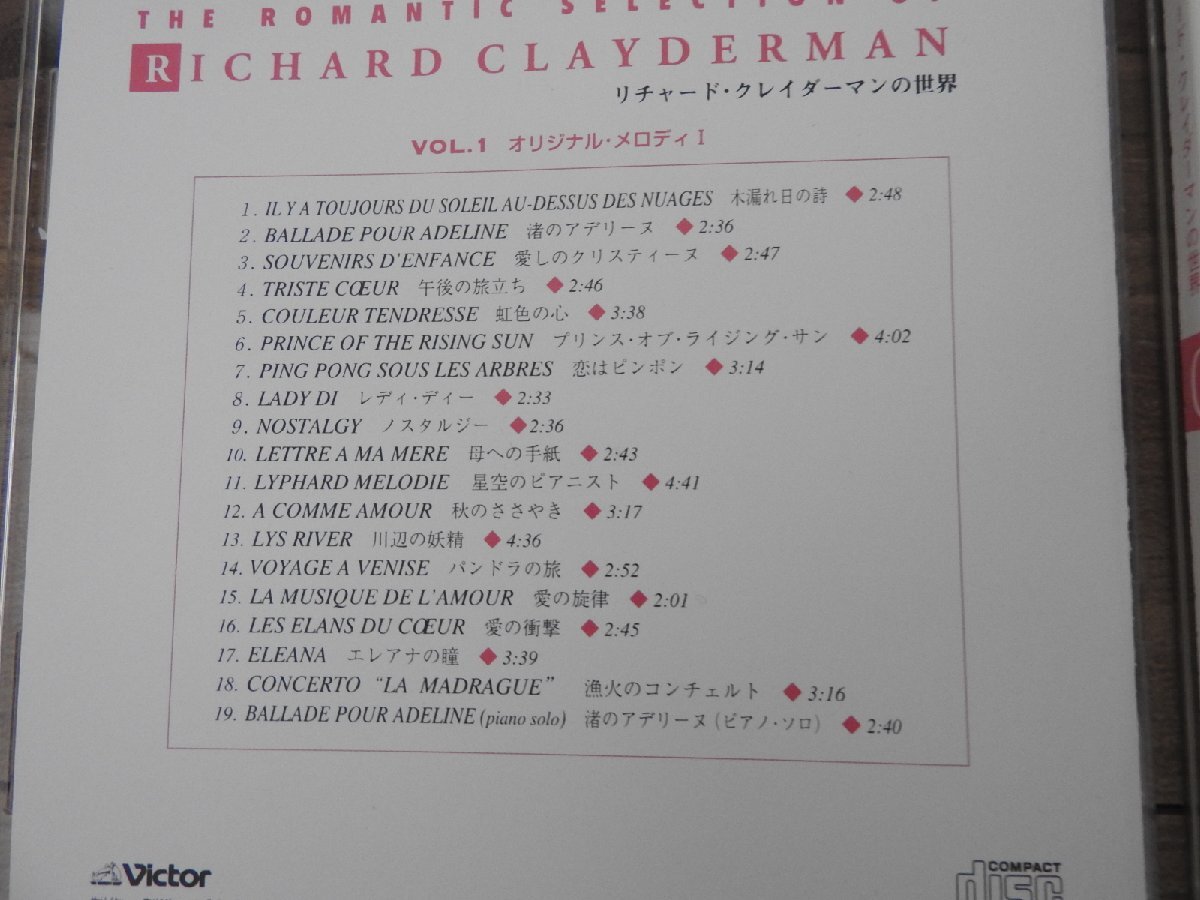 THE ROMANTIC SELECTION OF
RICHARD CLAYDERMAN
リチャード・クレイダーマンの世界
VOL.1 オリジナル・メロディ I
1. IL Y A TOUJOURS DU SOLEIL AU-DESSUS DES NUAGES 木漏れ日の詩 ◆ 2:48
2. BALLADE POUR ADELINE 渚のアデリーヌ ◆ 2:36
3. SOUVENIRS D'ENFANCE 愛しのクリスティーヌ ◆ 2:47
4. TRISTE CŒUR 午後の旅立ち ◆ 2:46
5. COULEUR TENDRESSE 虹色の心 ◆ 3:38
6. PRINCE OF THE RISING SUN プリンス・オブ・ライジング・サン ◆ 4:02
7. PING PONG SOUS LES ARBRES 恋はピンポン ◆ 3:14
8. LADY DI レディ・ディー ◆ 2:33
9. NOSTALGY ノスタルジー ◆ 2:36
10. LETTRE A MA MERE 母への手紙 ◆ 2:43
11. LYPHARD MELODIE 星空のピアニスト ◆ 4:41
12. A COMME AMOUR 秋のささやき ◆ 3:17
13. LYS RIVER 川辺の妖精 ◆ 4:36
14. VOYAGE A VENISE パンドラの旅 ◆ 2:52
15. LA MUSIQUE DE L'AMOUR 愛の旋律 ◆ 2:01
16. LES ELANS DU CŒUR 愛の衝撃 ◆ 2:45
17. ELEANA エレアナの瞳 ◆ 3:39
18. CONCERTO “LA MADRAGUE” 漁火のコンチェルト ◆ 3:16
19. BALLADE POUR ADELINE (piano solo) 渚のアデリーヌ(ピアノ・ソロ) ◆ 2:40
Victor
COMPACT
disc
ード・クレイダーマンの世界